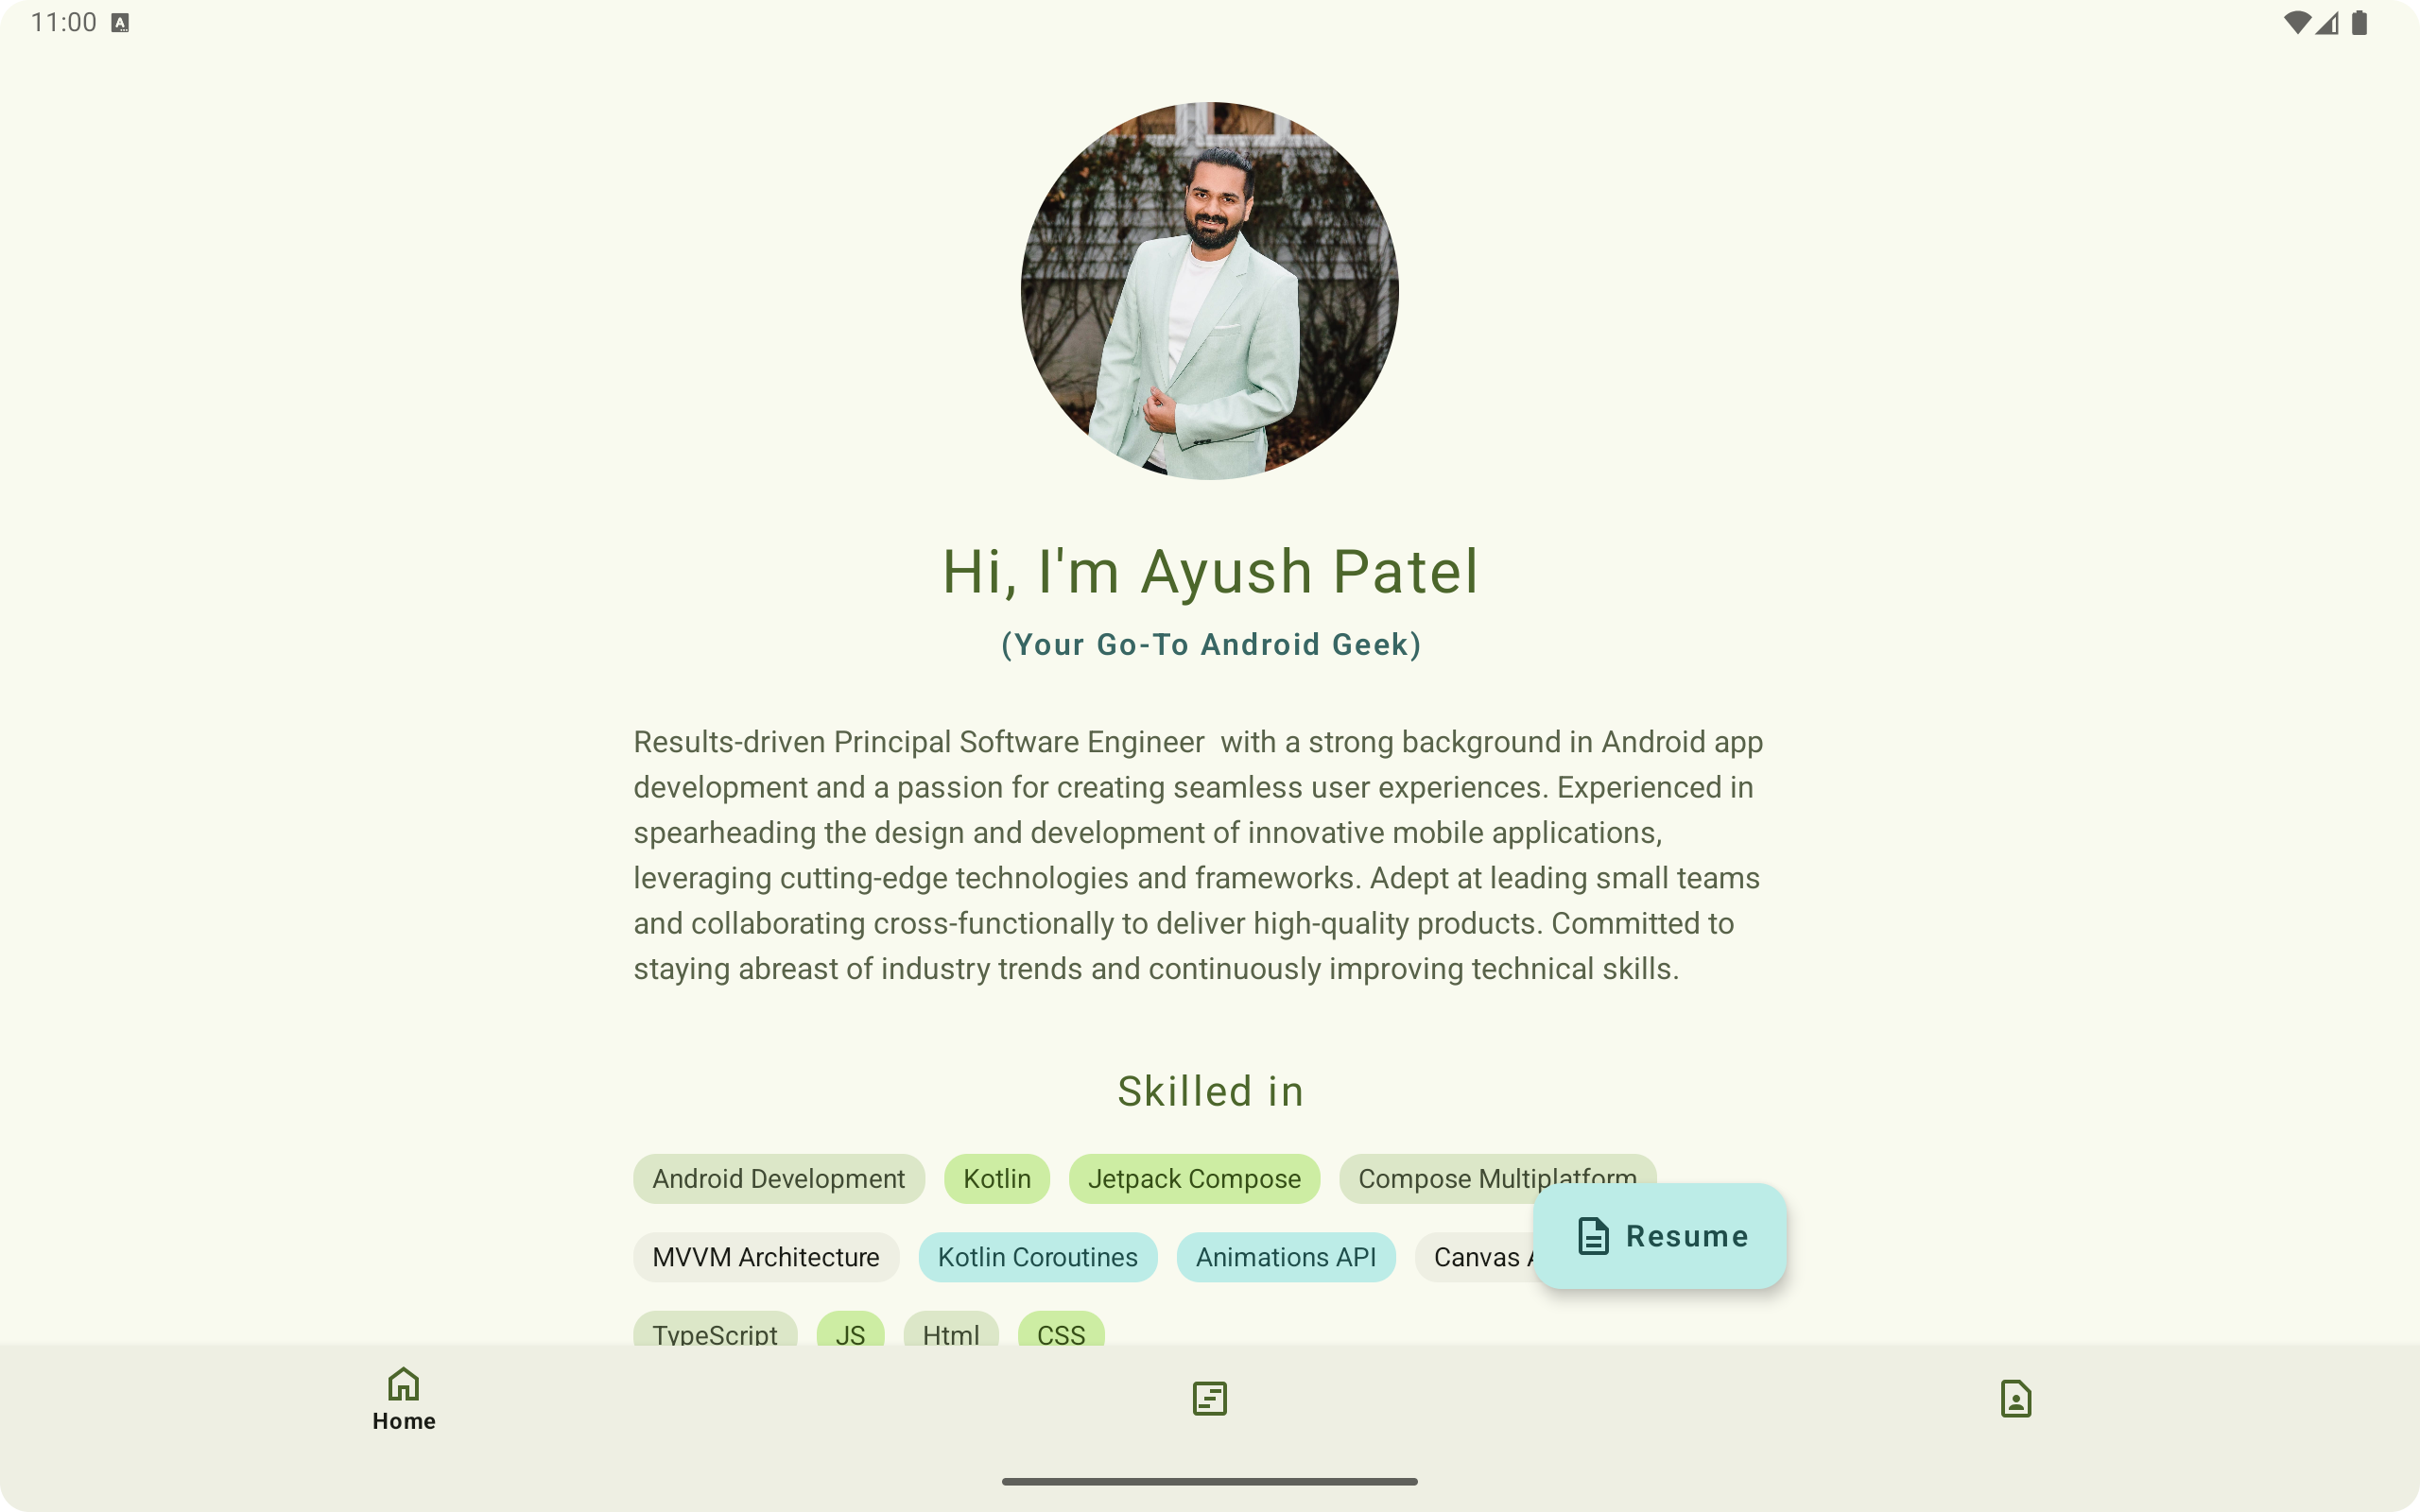 11:00
Hi, I'm Ayush Patel
(Your Go-To Android Geek)
Results-driven Principal Software Engineer  with a strong background in Android app
development and a passion for creating seamless user experiences. Experienced in
spearheading the design and development of innovative mobile applications,
leveraging cutting-edge technologies and frameworks. Adept at leading small teams
and collaborating cross-functionally to deliver high-quality products. Committed to
staying abreast of industry trends and continuously improving technical skills.
Skilled in
Android Development Kotlin Jetpack Compose Compose Multiplatform
MVVM Architecture Kotlin Coroutines Animations API Canvas
Resume
TypeScript JS Html CSS
Home